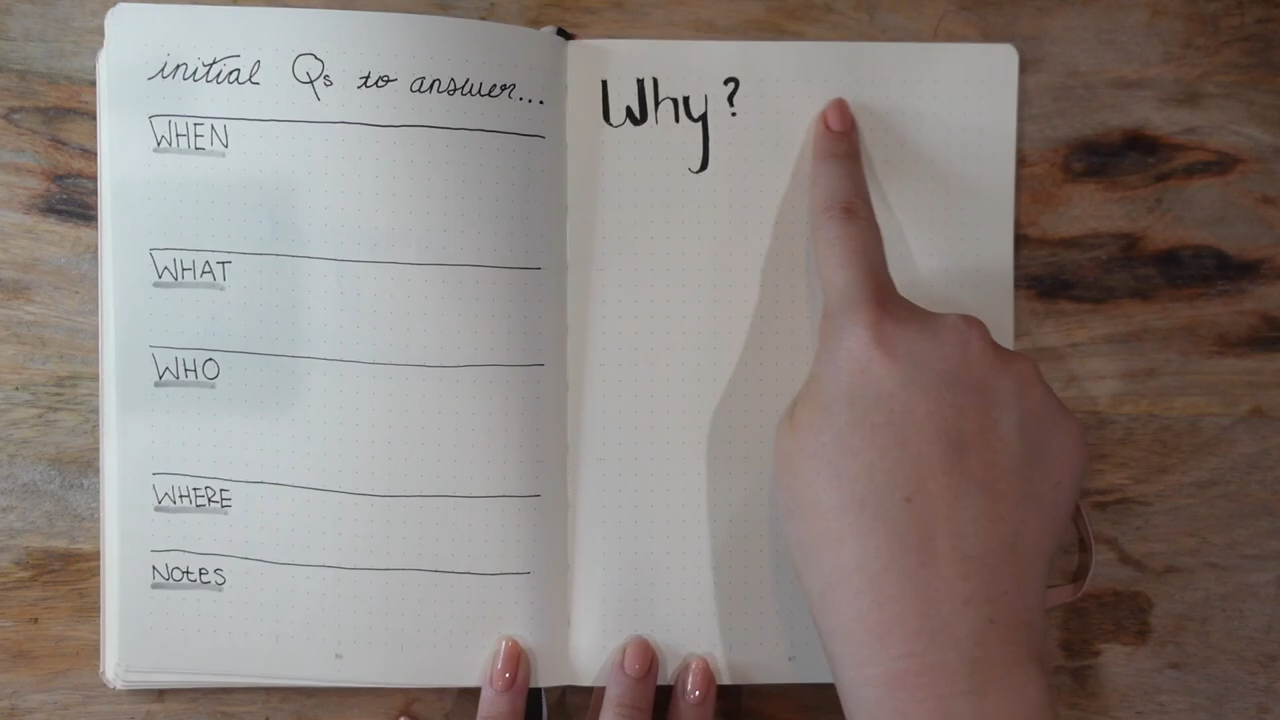 initial Qs to answer...
WHEN
WHAT
WHO
WHERE
Notes
Why?